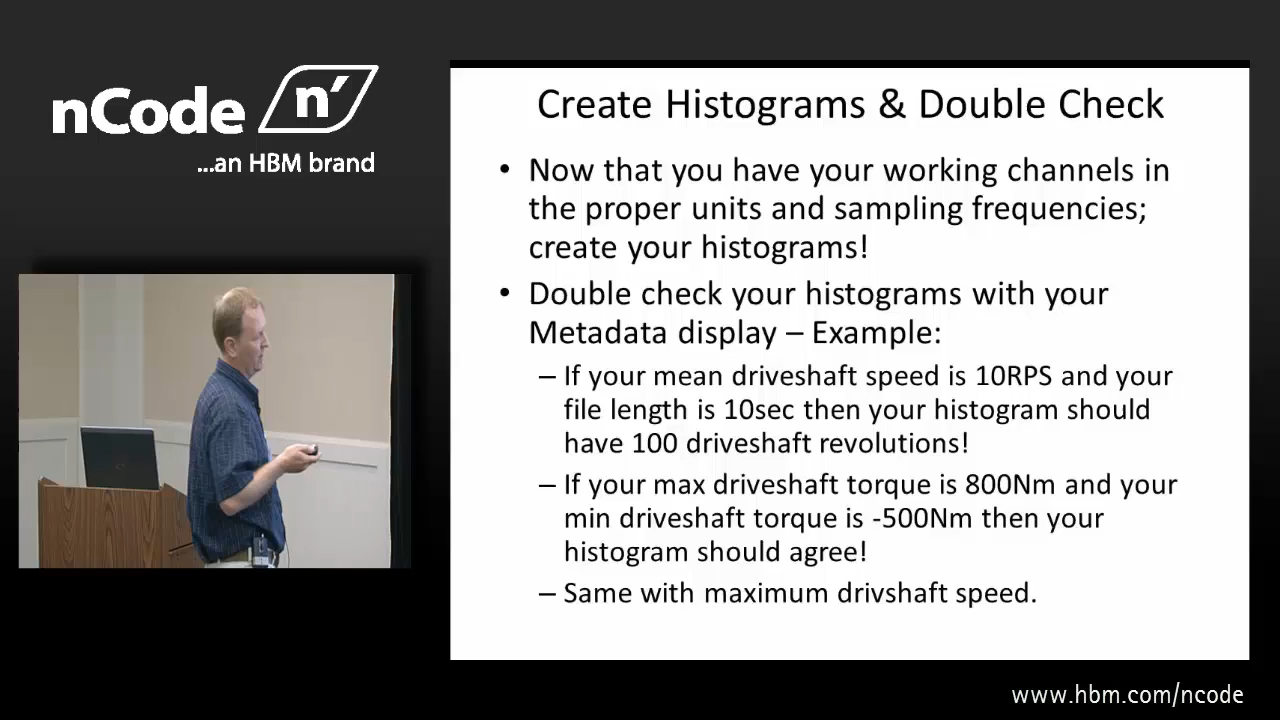 nCode n'
...an HBM brand
Create Histograms & Double Check
• Now that you have your working channels in
the proper units and sampling frequencies;
create your histograms!
• Double check your histograms with your
Metadata display – Example:
– If your mean driveshaft speed is 10RPS and your
file length is 10sec then your histogram should
have 100 driveshaft revolutions!
– If your max driveshaft torque is 800Nm and your
min driveshaft torque is -500Nm then your
histogram should agree!
– Same with maximum drivshaft speed.
www.hbm.com/ncode